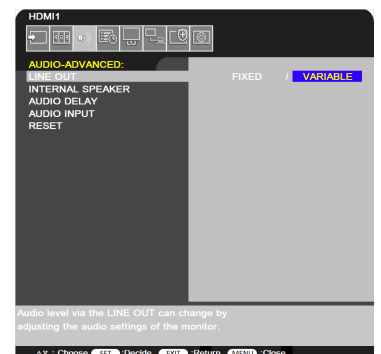 HDMI1
AUDIO-ADVANCED:
LINE OUT FIXED / VARIABLE
INTERNAL SPEAKER
AUDIO DELAY
AUDIO INPUT
RESET
Audio level via the LINE OUT can change by
adjusting the audio settings of the monitor.
: Choose SET :Decide EXIT :Return MENU :Close